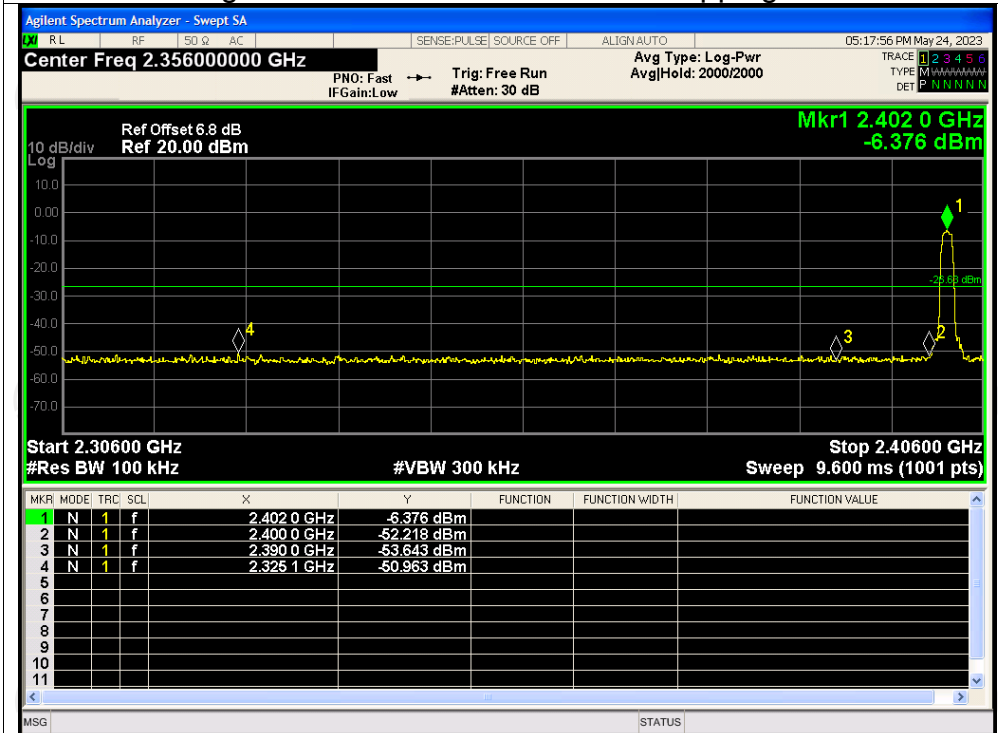 Agilent Spectrum Analyzer - Swept SA
LXI RL RF 50 Ω AC SENSE:PULSE SOURCE OFF ALIGN AUTO 05:17:56 PM May 24, 2023
Center Freq 2.356000000 GHz
PNO: Fast
IFGain:Low
Trig: Free Run
#Atten: 30 dB
Avg Type: Log-Pwr
Avg|Hold: 2000/2000
TRACE 1 2 3 4 5 6
TYPE M
DET P N N N N N
Mkr1 2.402 0 GHz
-6.376 dBm
Ref Offset 6.8 dB
10 dB/div Ref 20.00 dBm
Log
10.0
0.00
-10.0
-20.0
-30.0
-40.0
-50.0
-60.0
-70.0
1
dBm
4
3
2
Start 2.30600 GHz Stop 2.40600 GHz
#Res BW 100 kHz #VBW 300 kHz Sweep 9.600 ms (1001 pts)
MKR MODE TRC SCL X Y FUNCTION FUNCTION WIDTH FUNCTION VALUE
1 N 1 f 2.402 0 GHz -6.376 dBm
2 N 1 f 2.400 0 GHz -52.218 dBm
3 N 1 f 2.390 0 GHz -53.643 dBm
4 N 1 f 2.325 1 GHz -50.963 dBm
5
6
7
8
9
10
11
MSG STATUS